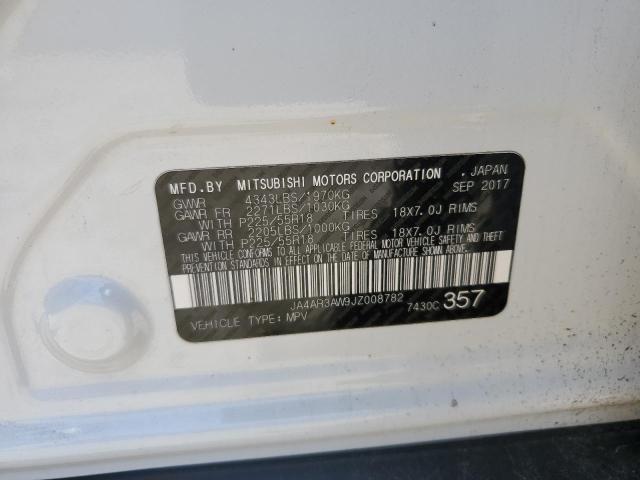 MFD.BY MITSUBISHI MOTORS CORPORATION . JAPAN
GVWR 4343LBS/1970KG SEP 2017
GAWR FR 2271LBS/1030KG
WITH P225/55R18 TIRES 18X7.0J RIMS
GAWR RR 2205LBS/1000KG
WITH P225/55R18 TIRES 18X7.0J RIMS
THIS VEHICLE CONFORMS TO ALL APPLICABLE FEDERAL MOTOR VEHICLE SAFETY AND THEFT
PREVENTION STANDARDS IN EFFECT ON THE DATE OF MANUFACTURE SHOWN ABOVE.
JA4AR3AW9JZ008782
VEHICLE TYPE: MPV 7430C 357